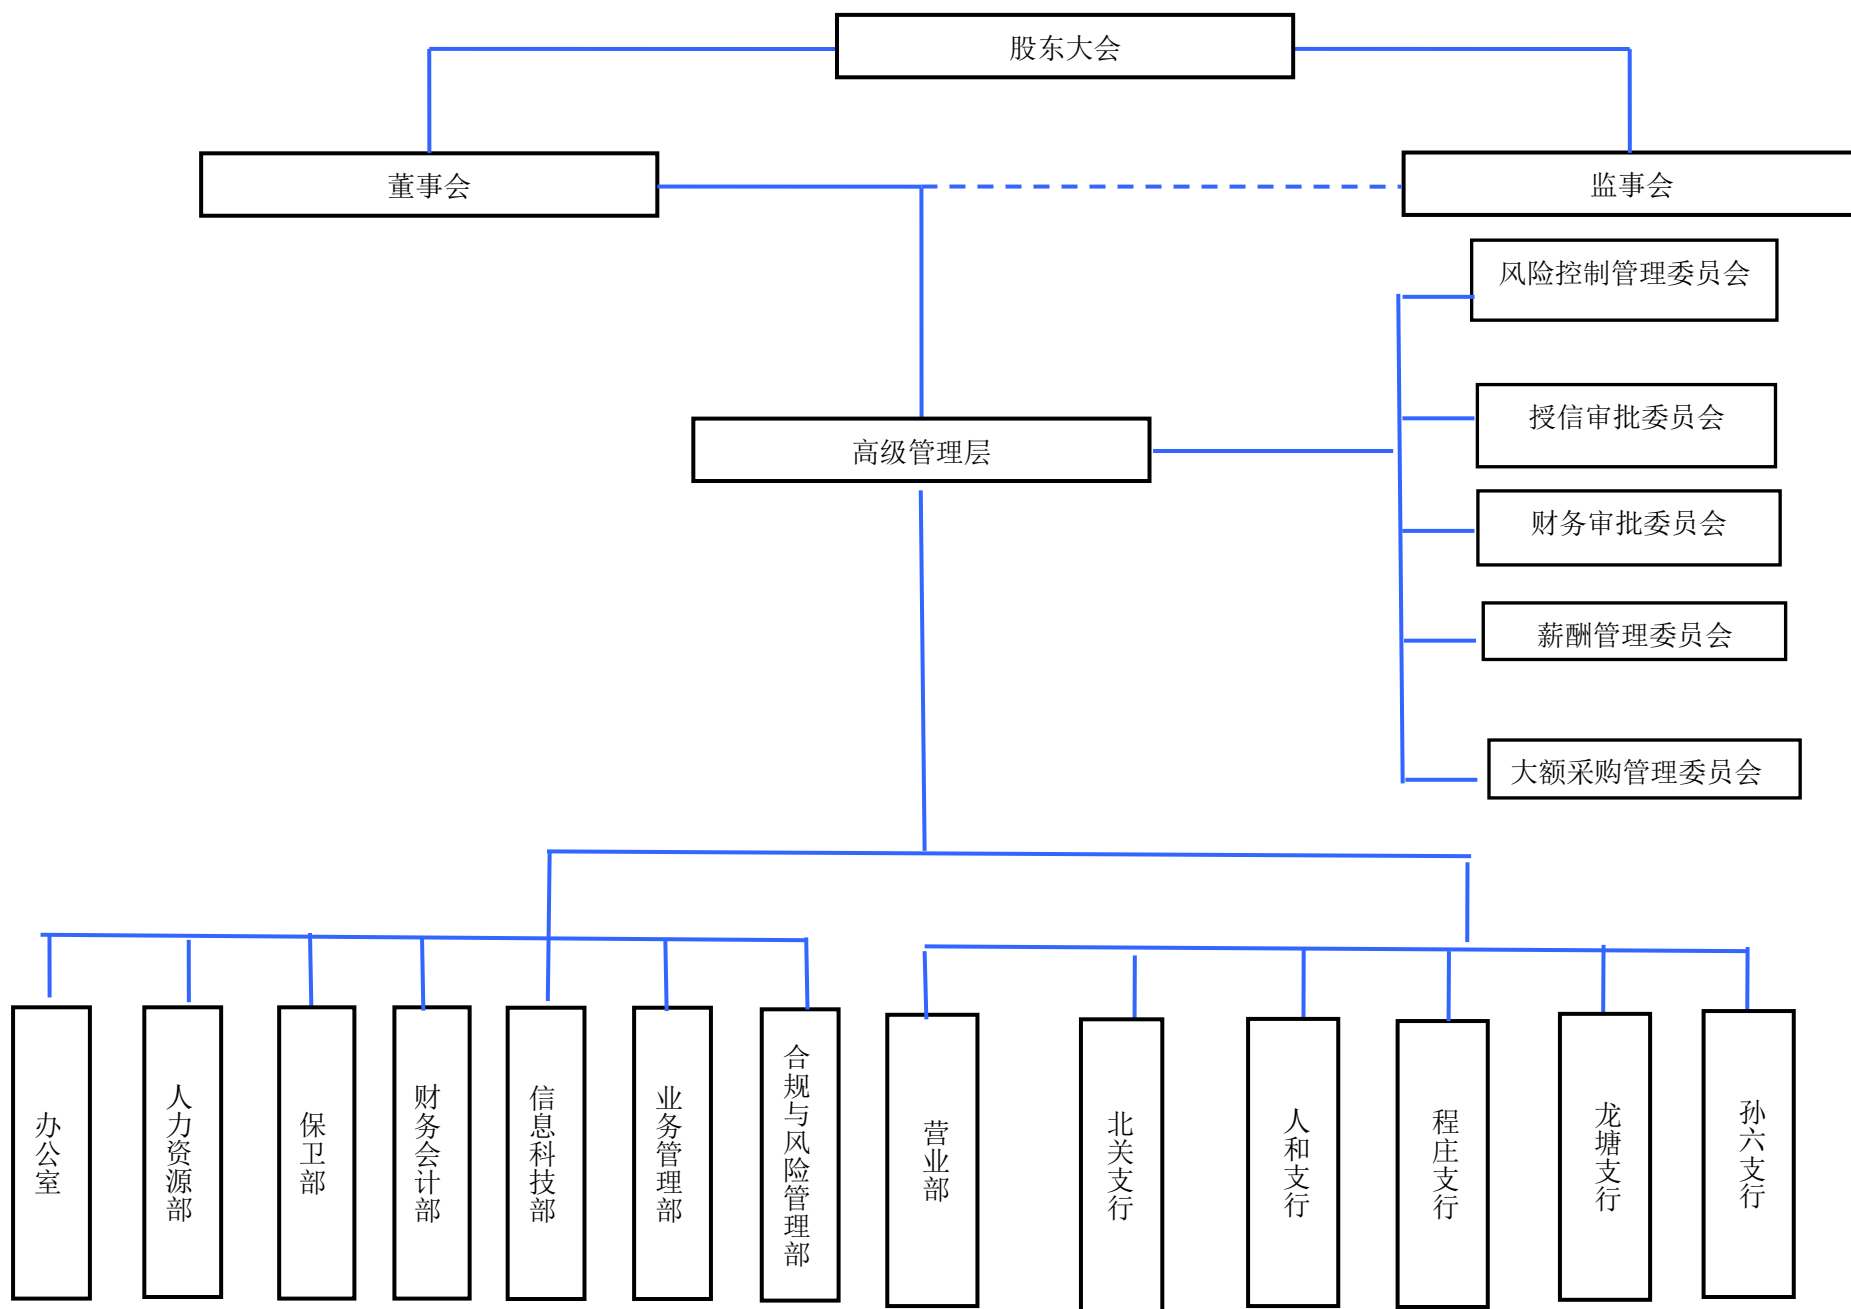 股东大会
董事会
监事会
风险控制管理委员会
授信审批委员会
高级管理层
财务审批委员会
薪酬管理委员会
大额采购管理委员会
办公室
人力资源部
保卫部
财务会计部
信息科技部
业务管理部
合规与风险管理部
营业部
北关支行
人和支行
程庄支行
龙塘支行
孙六支行